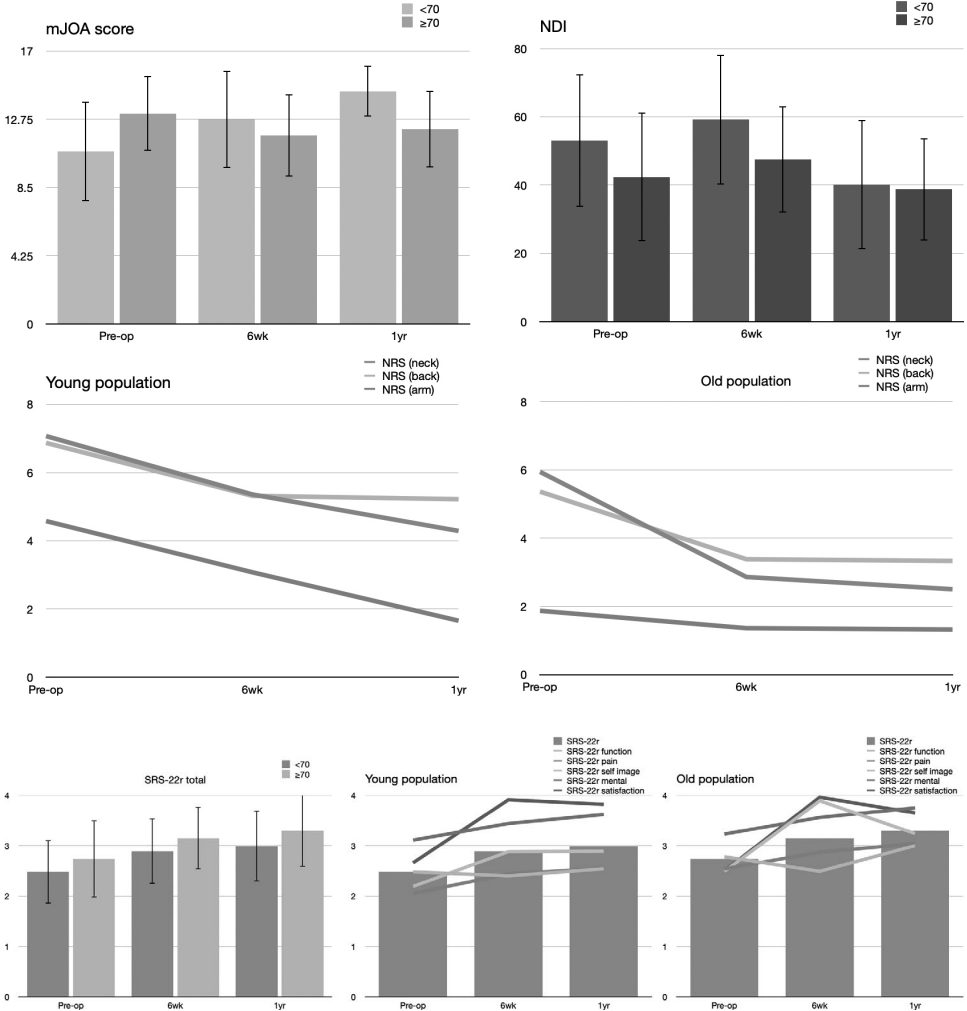 mJOA score
<70
≥70
17
12.75
8.5
4.25
0
Pre-op 6wk 1yr
NDI
<70
≥70
80
60
40
20
0
Pre-op 6wk 1yr
Young population
NRS (neck)
NRS (back)
NRS (arm)
8
6
4
2
0
Pre-op 6wk 1yr
Old population
NRS (neck)
NRS (back)
NRS (arm)
8
6
4
2
0
Pre-op 6wk 1yr
SRS-22r total
<70
≥70
4
3
2
1
0
Pre-op 6wk 1yr
Young population
SRS-22r
SRS-22r function
SRS-22r pain
SRS-22r self image
SRS-22r mental
SRS-22r satisfaction
4
3
2
1
0
Pre-op 6wk 1yr
Old population
SRS-22r
SRS-22r function
SRS-22r pain
SRS-22r self image
SRS-22r mental
SRS-22r satisfaction
4
3
2
1
0
Pre-op 6wk 1yr